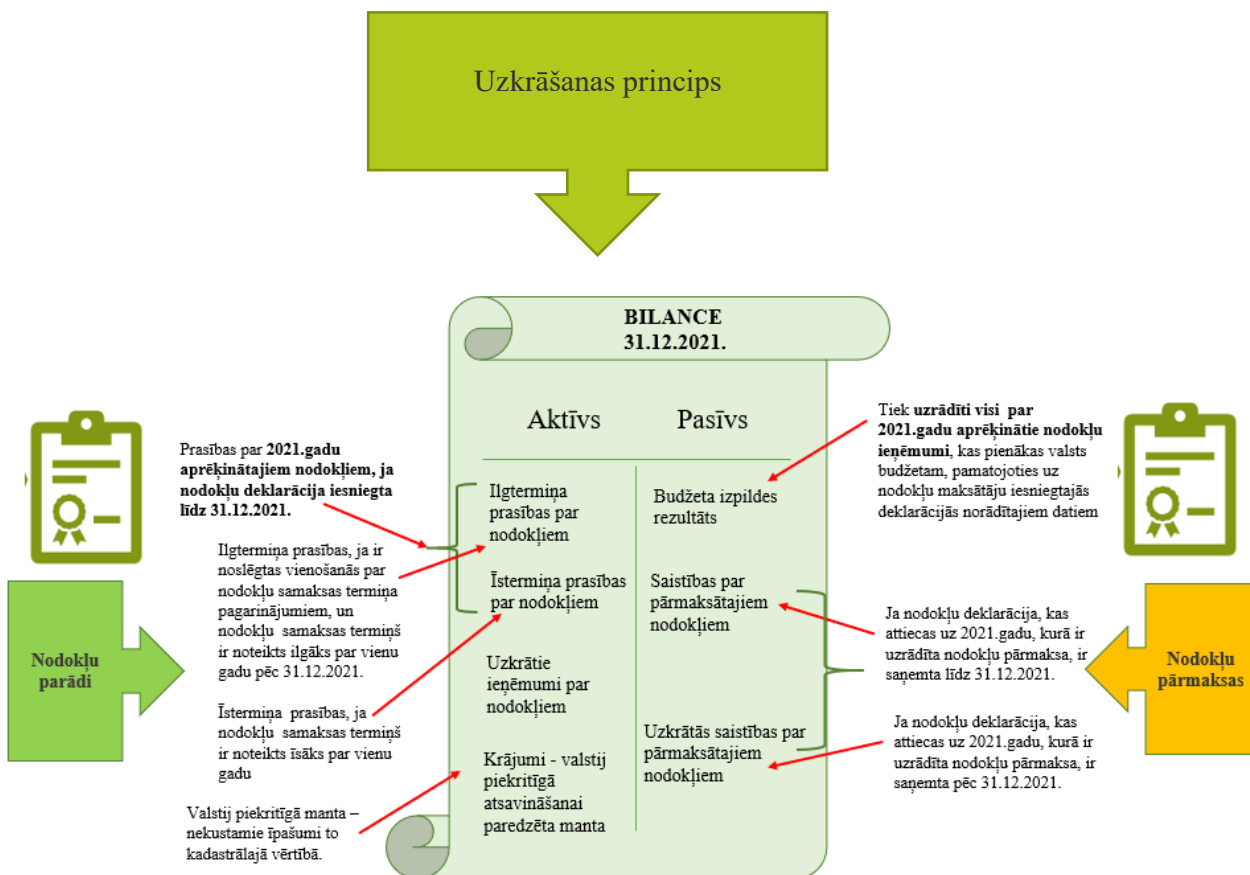 Uzkrāšanas princips
BILANCE
31.12.2021.
Aktīvs
Pasīvs
Prasības par 2021.gadu
aprēķinātajiem nodokļiem, ja
nodokļu deklarācija iesniegta
līdz 31.12.2021.
Ilgtermiņa prasības, ja ir
noslēgtas vienošanās par
nodokļu samaksas termiņa
pagarinājumiem, un
nodokļu samaksas termiņš
ir noteikts ilgāks par vienu
gadu pēc 31.12.2021.
Īstermiņa prasības, ja
nodokļu samaksas termiņš
ir noteikts īsāks par vienu
gadu
Valstij piekritīgā manta –
nekustamie īpašumi to
kadastrālajā vērtībā.
Nodokļu
parādi
Ilgtermiņa
prasības par
nodokļiem
Īstermiņa prasības
par nodokļiem
Uzkrātie
ieņēmumi par
nodokļiem
Krājumi - valstij
piekritīgā
atsavināšanai
paredzēta manta
Budžeta izpildes
rezultāts
Saistības par
pārmaksātajiem
nodokļiem
Uzkrātās saistības par
pārmaksātajiem
nodokļiem
Tiek uzrādīti visi par
2021.gadu aprēķinātie nodokļu
ieņēmumi, kas pienākas valsts
budžetam, pamatojoties uz
nodokļu maksātāju iesniegtajās
deklarācijās norādītajiem datiem
Ja nodokļu deklarācija, kas
attiecas uz 2021.gadu, kurā ir
uzrādīta nodokļu pārmaksa, ir
saņemta līdz 31.12.2021.
Ja nodokļu deklarācija, kas
attiecas uz 2021.gadu, kurā ir
uzrādīta nodokļu pārmaksa, ir
saņemta pēc 31.12.2021.
Nodokļu
pārmaksas